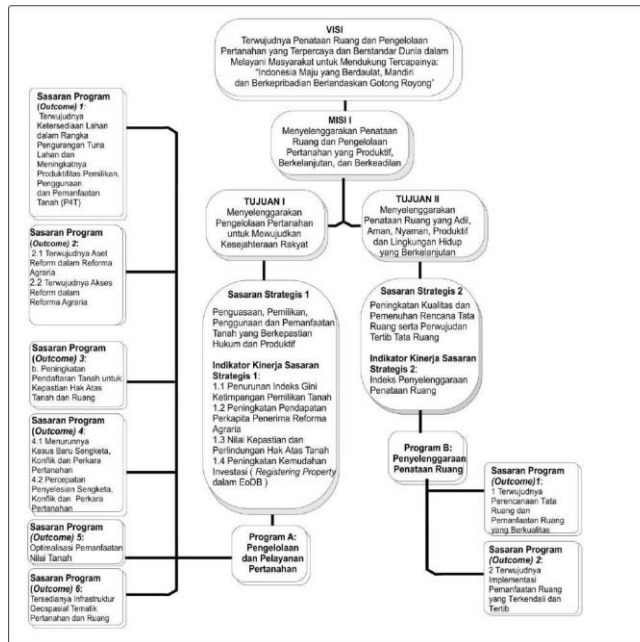 VISI
Terwujudnya Penataan Ruang dan Pengelolaan
Pertanahan yang Terpercaya dan Berstandar Dunia dalam
Melayani Masyarakat untuk Mendukung Tercapainya:
"Indonesia Maju yang Berdaulat, Mandiri
dan Berkepribadian Berlandaskan Gotong Royong"
MISI I
Menyelenggarakan Penataan
Ruang dan Pengelolaan
Pertanahan yang Produktif,
Berkelanjutan, dan Berkeadilan
TUJUAN I
Menyelenggarakan
Pengelolaan Pertanahan
untuk Mewujudkan
Kesejahteraan Rakyat
TUJUAN II
Menyelenggarakan
Penataan Ruang yang Adil,
Aman, Nyaman, Produktif
dan Lingkungan Hidup
yang Berkelanjutan
Sasaran Strategis 1
Penguasaan, Pemilikan,
Penggunaan dan Pemanfaatan
Tanah yang Berkepastian
Hukum dan Produktif
Indikator Kinerja Sasaran
Strategis 1:
1.1 Penurunan Indeks Gini
Ketimpangan Pemilikan Tanah
1.2 Peningkatan Pendapatan
Perkapita Penerima Reforma
Agraria
1.3 Nilai Kepastian dan
Perlindungan Hak Atas Tanah
1.4 Peningkatan Kemudahan
Investasi ( Registering Property
dalam EoDB )
Program A:
Pengelolaan
dan Pelayanan
Pertanahan
Sasaran Strategis 2
Peningkatan Kualitas dan
Pemenuhan Rencana Tata
Ruang serta Perwujudan
Tertib Tata Ruang
Indikator Kinerja Sasaran
Strategis 2:
Indeks Penyelenggaraan
Penataan Ruang
Program B:
Penyelenggaraan
Penataan Ruang
Sasaran Program
(Outcome) 1:
Terwujudnya
Ketersediaan Lahan
dalam Rangka
Pengurangan Tuna
Lahan dan
Meningkatnya
Produktifitas Pemilikan,
Penggunaan
dan Pemanfaatan
Tanah (P4T)
Sasaran Program
(Outcome) 2:
2.1 Terwujudnya Aset
Reform dalam Reforma
Agraria
2.2 Terwujudnya Akses
Reform dalam
Reforma Agraria
Sasaran Program
(Outcome) 3:
b. Peningkatan
Pendaftaran Tanah untuk
Kepastian Hak Atas
Tanah dan Ruang
Sasaran Program
(Outcome) 4:
4.1 Menurunnya
Kasus Baru Sengketa,
Konflik dan Perkara
Pertanahan
4.2 Percepatan
Penyelesian Sengketa,
Konflik dan Perkara
Pertanahan
Sasaran Program
(Outcome) 5:
Optimalisasi Pemanfaatan
Nilai Tanah
Sasaran Program
(Outcome) 6:
Tersedianya Infrastruktur
Geospasial Tematik
Pertanahan dan Ruang
Sasaran Program
(Outcome)1:
1 Terwujudnya
Perencanaan Tata
Ruang dan
Pemanfaatan Ruang
yang Berkualitas
Sasaran Program
(Outcome) 2:
2 Terwujudnya
Implementasi
Pemanfaatan Ruang
yang Terkendali dan
Tertib